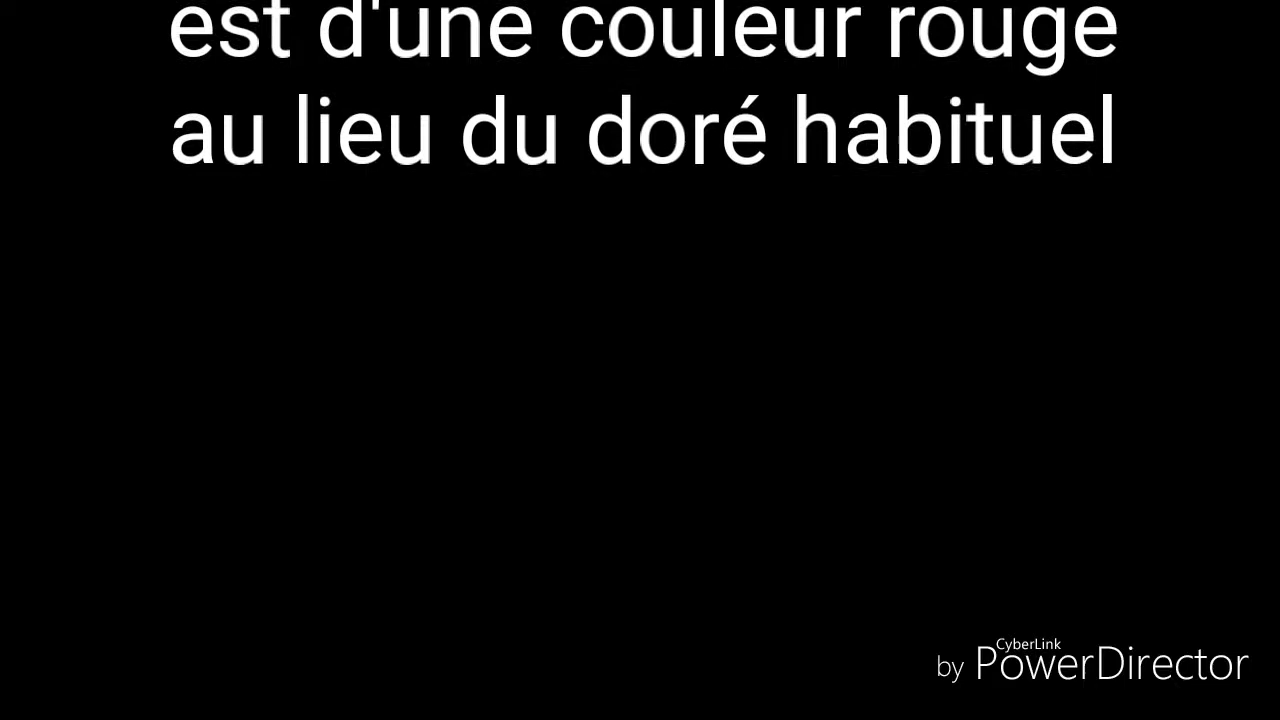 est d'une couleur rouge
au lieu du doré habituel
CyberLink
by PowerDirector